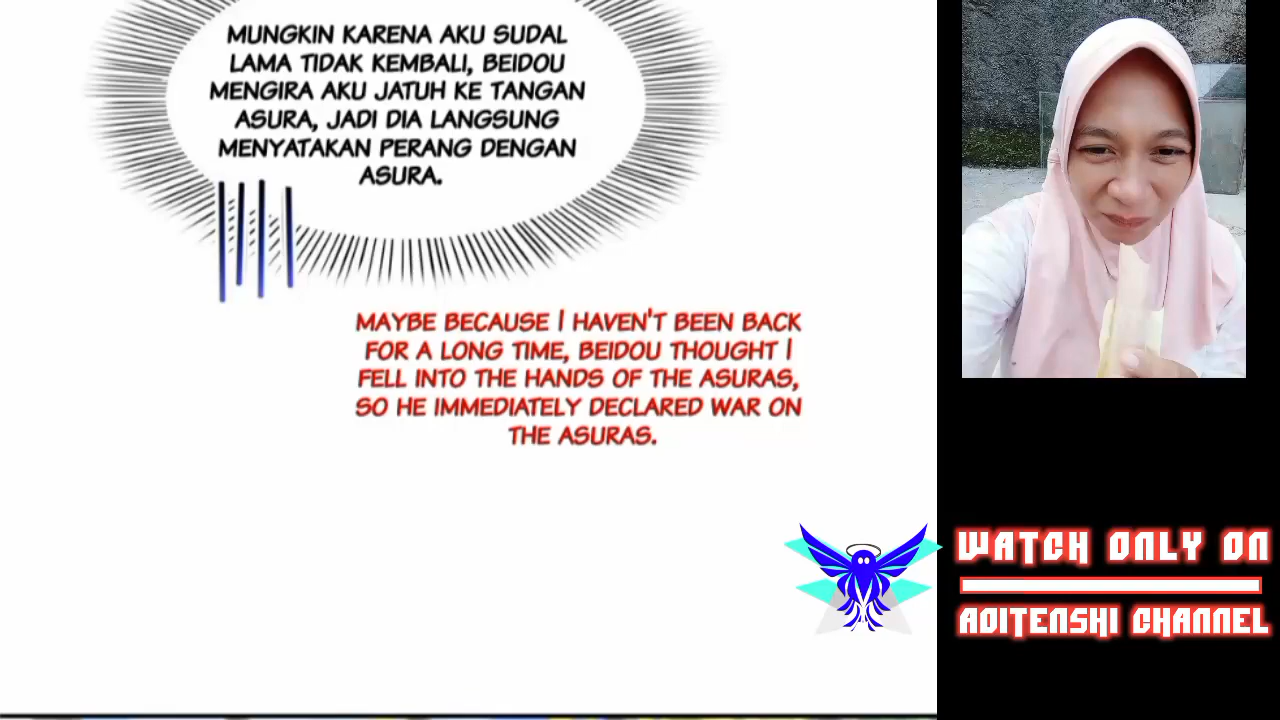 MUNGKIN KARENA AKU SUDAL
LAMA TIDAK KEMBALI, BEIDOU
MENGIRA AKU JATUH KE TANGAN
ASURA, JADI DIA LANGSUNG
MENYATAKAN PERANG DENGAN
ASURA.
MAYBE BECAUSE I HAVEN'T BEEN BACK
FOR A LONG TIME, BEIDOU THOUGHT I
FELL INTO THE HANDS OF THE ASURAS,
SO HE IMMEDIATELY DECLARED WAR ON
THE ASURAS.
WATCH ONLY ON
ADITENSHI CHANNEL